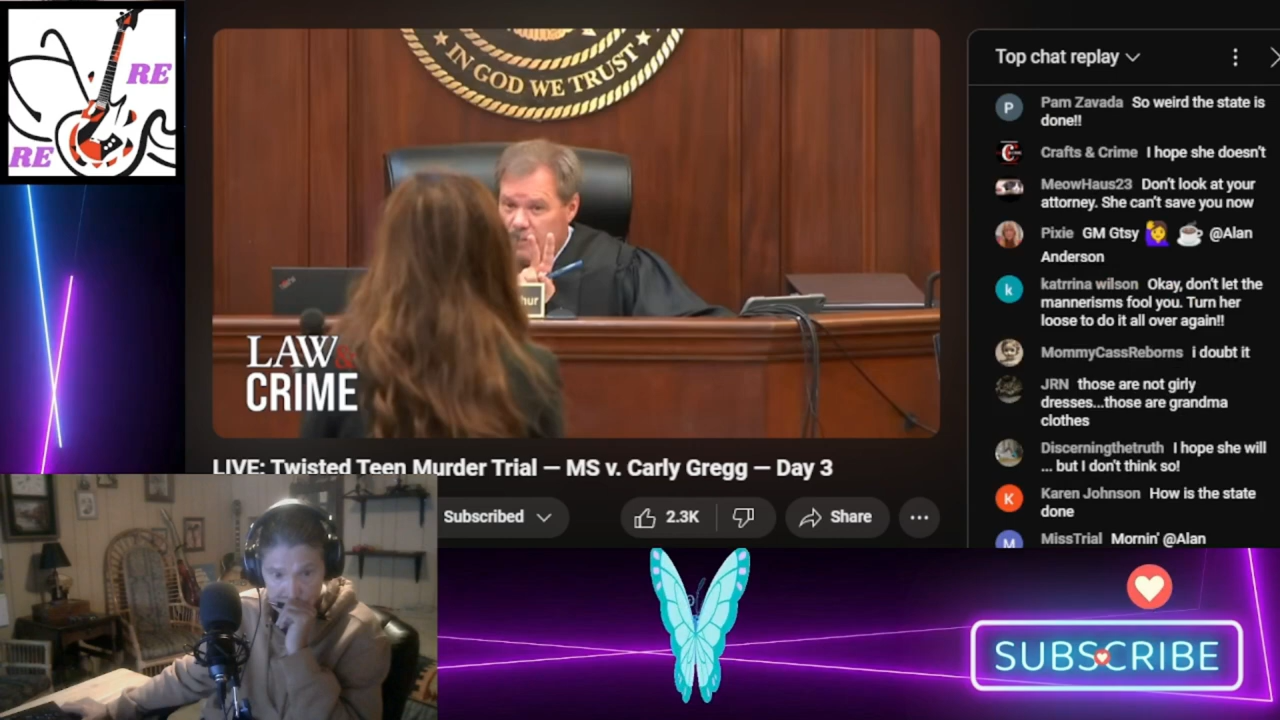 RE
RE
IN GOD WE TRUST
hur
LAW&
CRIME
LIVE: Twisted Teen Murder Trial — MS v. Carly Gregg — Day 3
Subscribed
2.3K
Share
Top chat replay
Pam Zavada So weird the state is
done!!
Crafts & Crime I hope she doesn't
MeowHaus23 Don't look at your
attorney. She can't save you now
Pixie GM Gtsy @Alan
Anderson
katrrina wilson Okay, don't let the
mannerisms fool you. Turn her
loose to do it all over again!!
MommyCassReborns i doubt it
JRN those are not girly
dresses...those are grandma
clothes
Discerningthetruth I hope she will
... but I don't think so!
Karen Johnson How is the state
done
MissTrial Mornin' @Alan
SUBSCRIBE